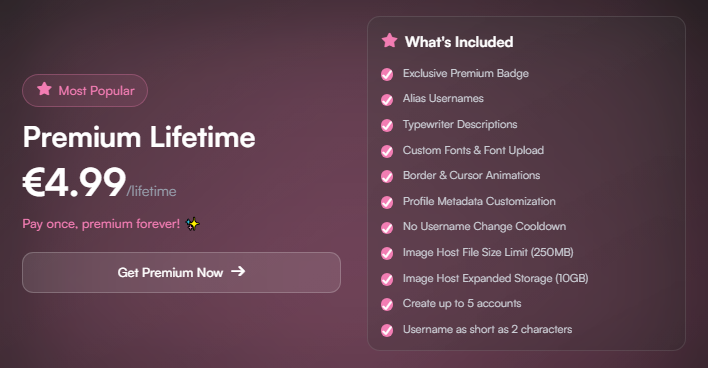 Most Popular
Premium Lifetime
€4.99/lifetime
Pay once, premium forever! ✨
Get Premium Now →
What's Included
Exclusive Premium Badge
Alias Usernames
Typewriter Descriptions
Custom Fonts & Font Upload
Border & Cursor Animations
Profile Metadata Customization
No Username Change Cooldown
Image Host File Size Limit (250MB)
Image Host Expanded Storage (10GB)
Create up to 5 accounts
Username as short as 2 characters